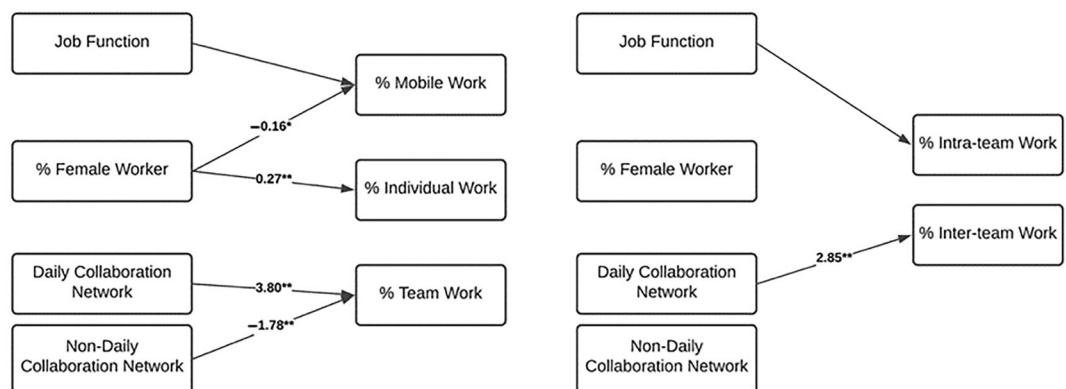 Job Function
% Mobile Work
−0.16*
% Female Worker
0.27**
% Individual Work
Daily Collaboration
Network
3.80**
% Team Work
−1.78**
Non-Daily
Collaboration Network
Job Function
% Intra-team Work
% Female Worker
% Inter-team Work
2.85**
Daily Collaboration
Network
Non-Daily
Collaboration Network